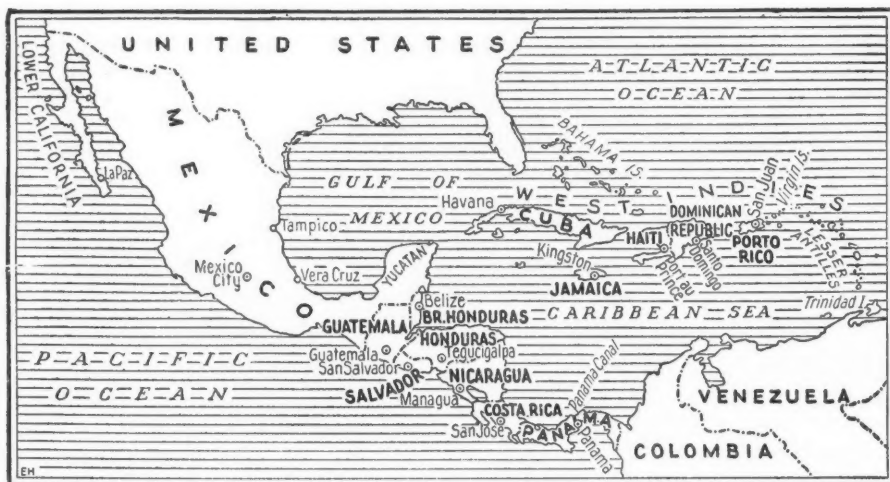 UNITED STATES
ATLANTIC
OCEAN
LOWER CALIFORNIA
MEXICO
La Paz
GULF OF
MEXICO
BAHAMA IS.
WEST INDIES
Havana
CUBA
Tampico
Mexico
City
Vera Cruz
YUCATAN
Kingston
JAMAICA
HAITI
Port au
Prince
DOMINICAN
REPUBLIC
Santo
Domingo
San Juan
Virgin Is.
PORTO
RICO
LESSER
ANTILLES
Trinidad I.
Belize
BR. HONDURAS
CARIBBEAN SEA
GUATEMALA
HONDURAS
Guatemala
Tegucigalpa
San Salvador
SALVADOR
NICARAGUA
Managua
PACIFIC
OCEAN
COSTA RICA
San José
Panama Canal
PANAMA
Panama
VENEZUELA
COLOMBIA
EH